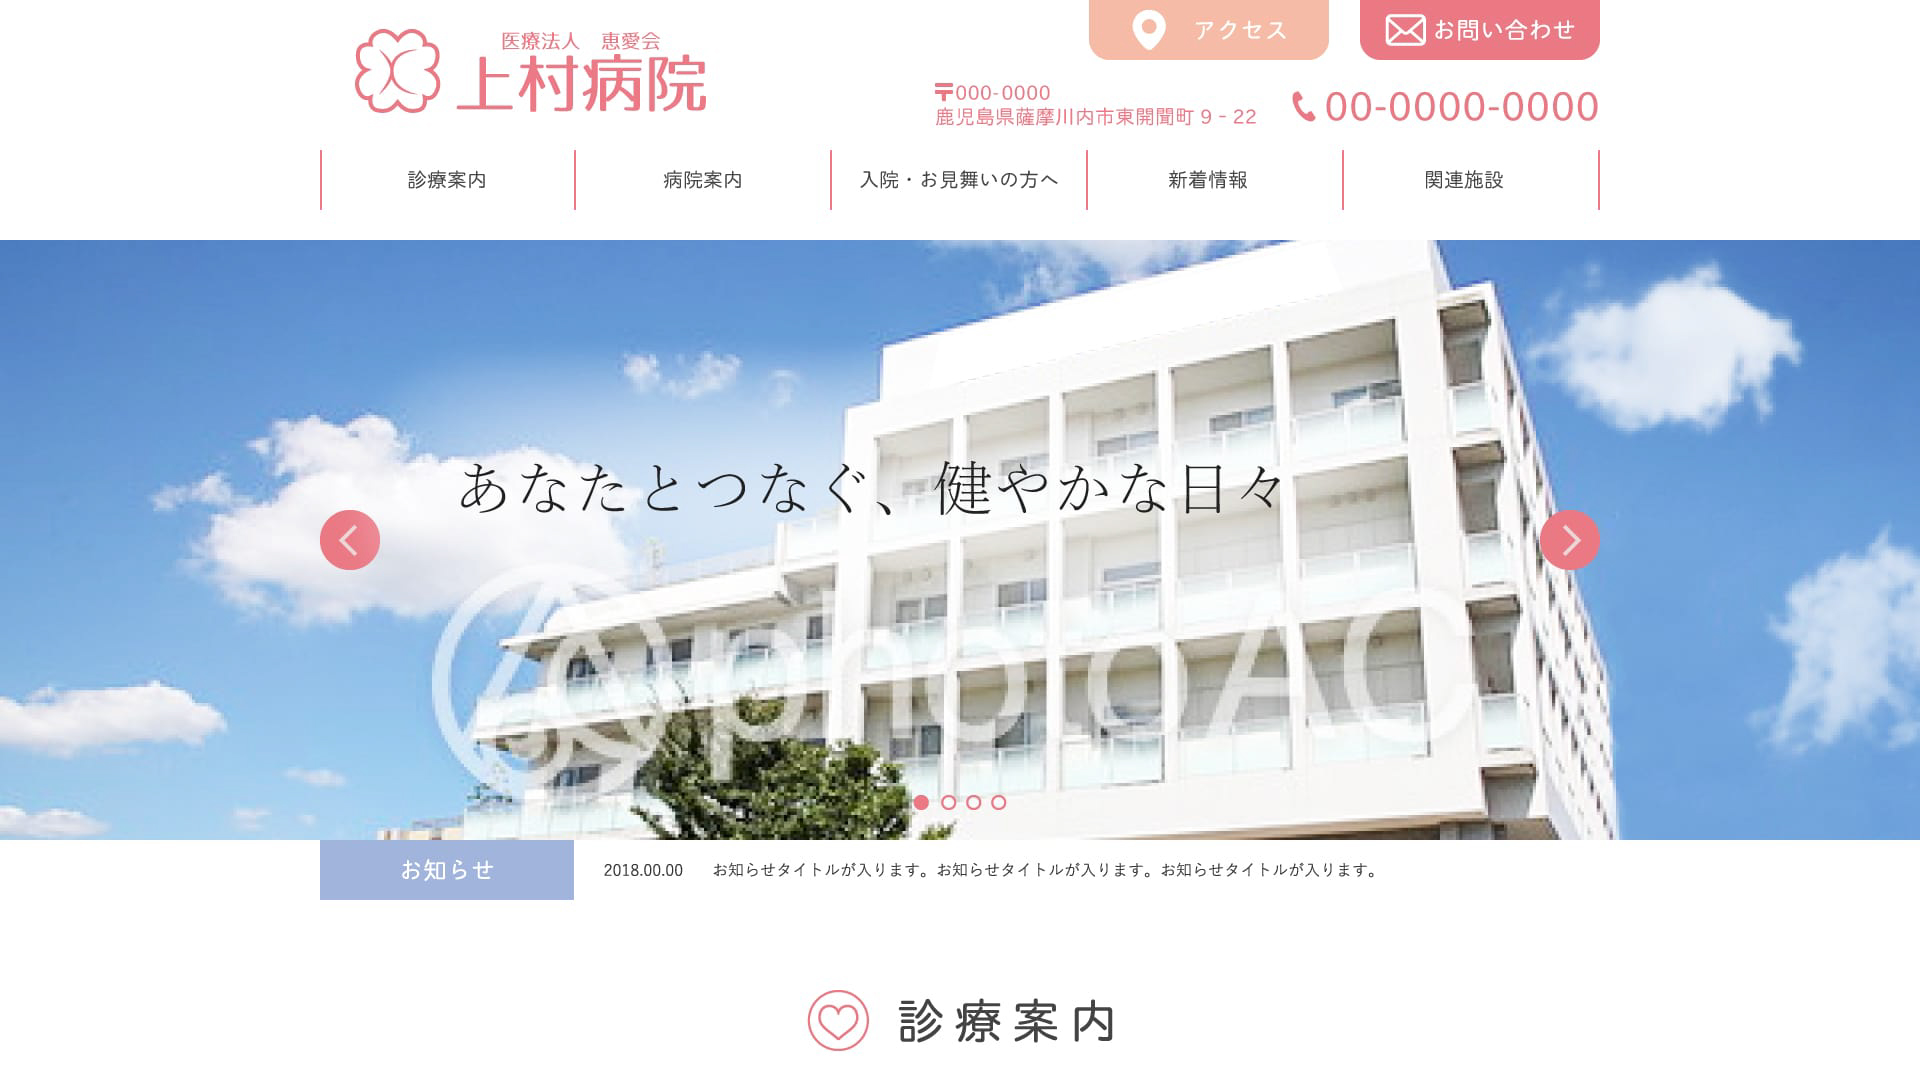 医療法人 恵愛会
上村病院
アクセス
お問い合わせ
〒000-0000
鹿児島県薩摩川内市東開聞町 9 - 22
00-0000-0000
診療案内
病院案内
入院・お見舞いの方へ
新着情報
関連施設
あなたとつなぐ、健やかな日々
photoAC
お知らせ
2018.00.00 お知らせタイトルが入ります。お知らせタイトルが入ります。お知らせタイトルが入ります。
診療案内